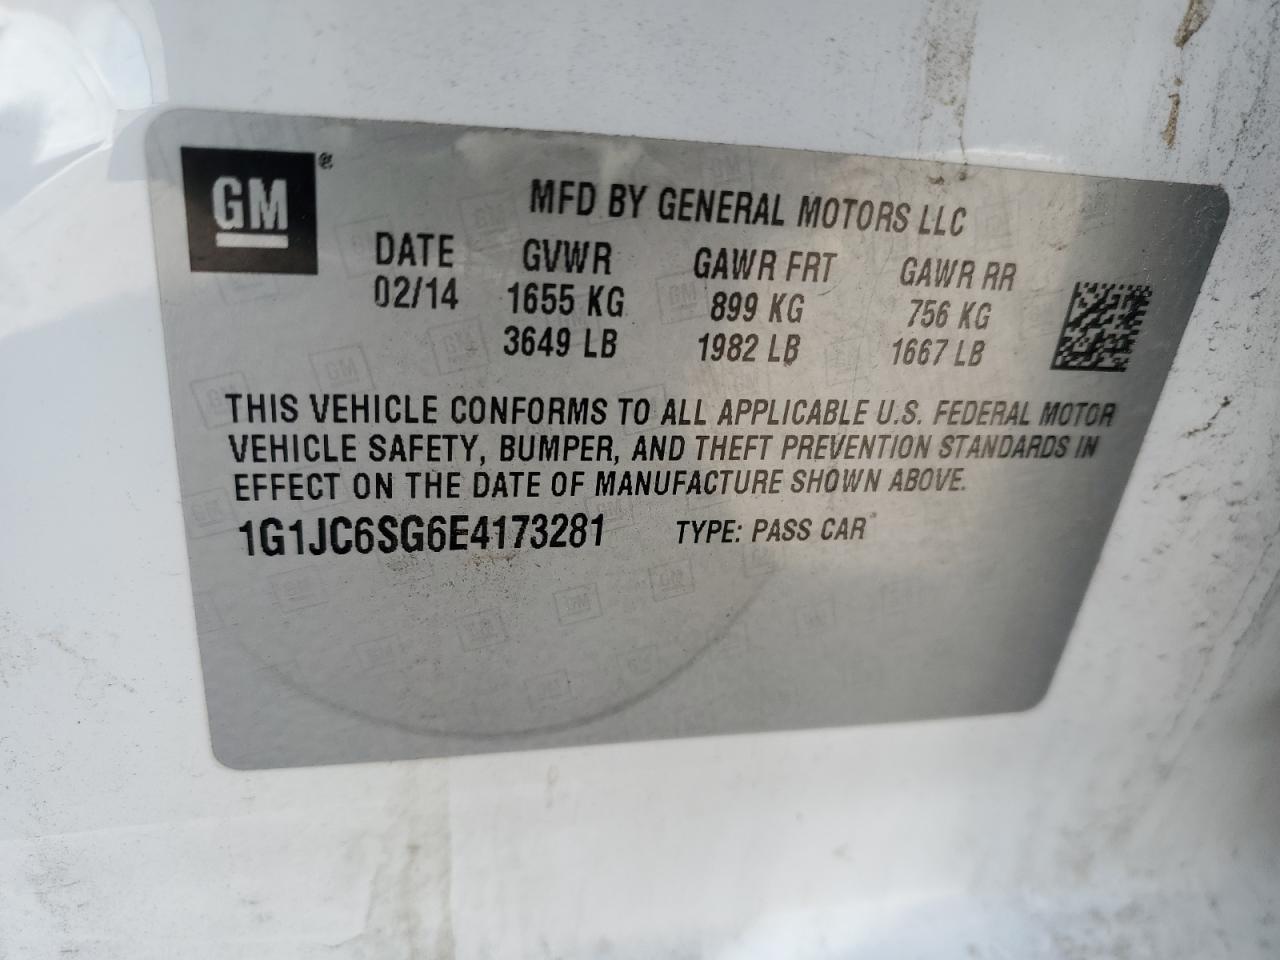 GM®
MFD BY GENERAL MOTORS LLC
DATE GVWR GAWR FRT GAWR RR
02/14 1655 KG 899 KG 756 KG
3649 LB 1982 LB 1667 LB
THIS VEHICLE CONFORMS TO ALL APPLICABLE U.S. FEDERAL MOTOR
VEHICLE SAFETY, BUMPER, AND THEFT PREVENTION STANDARDS IN
EFFECT ON THE DATE OF MANUFACTURE SHOWN ABOVE.
1G1JC6SG6E4173281 TYPE: PASS CAR